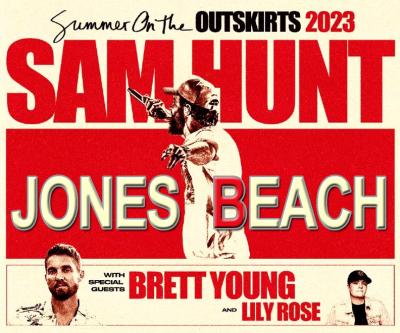 Summer On the OUTSKIRTS 2023
SAM HUNT
JONES BEACH
WITH SPECIAL GUESTS BRETT YOUNG
AND LILY ROSE